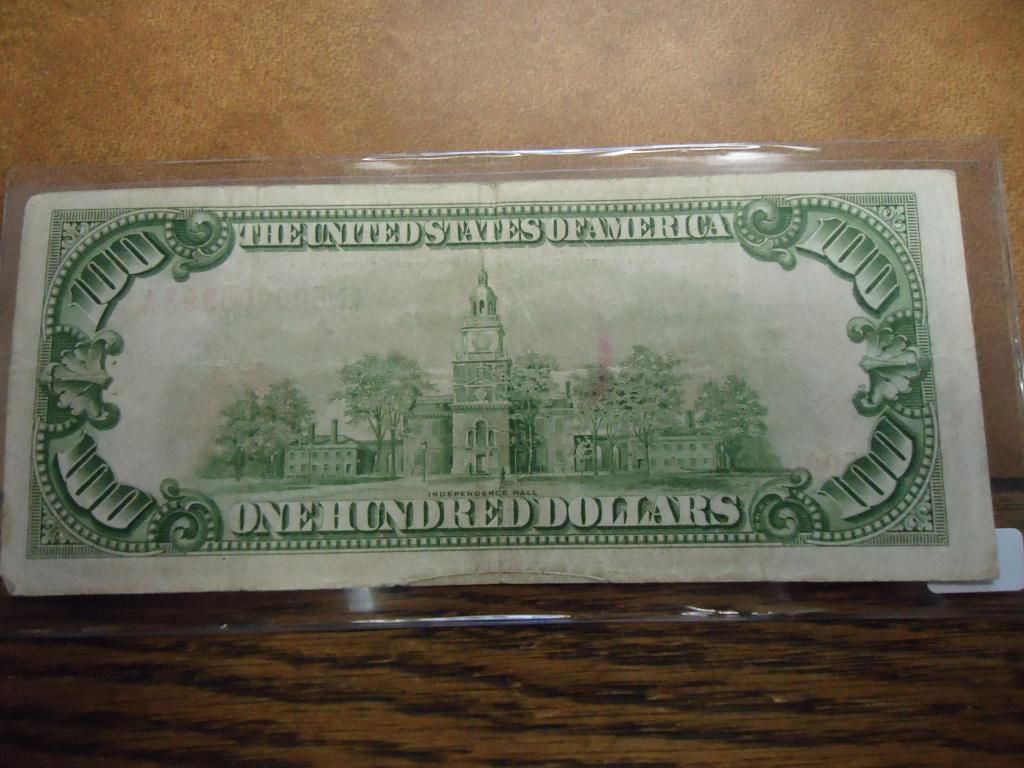 THE UNITED STATES OF AMERICA
100
100
INDEPENDENCE HALL
100
100
ONE HUNDRED DOLLARS